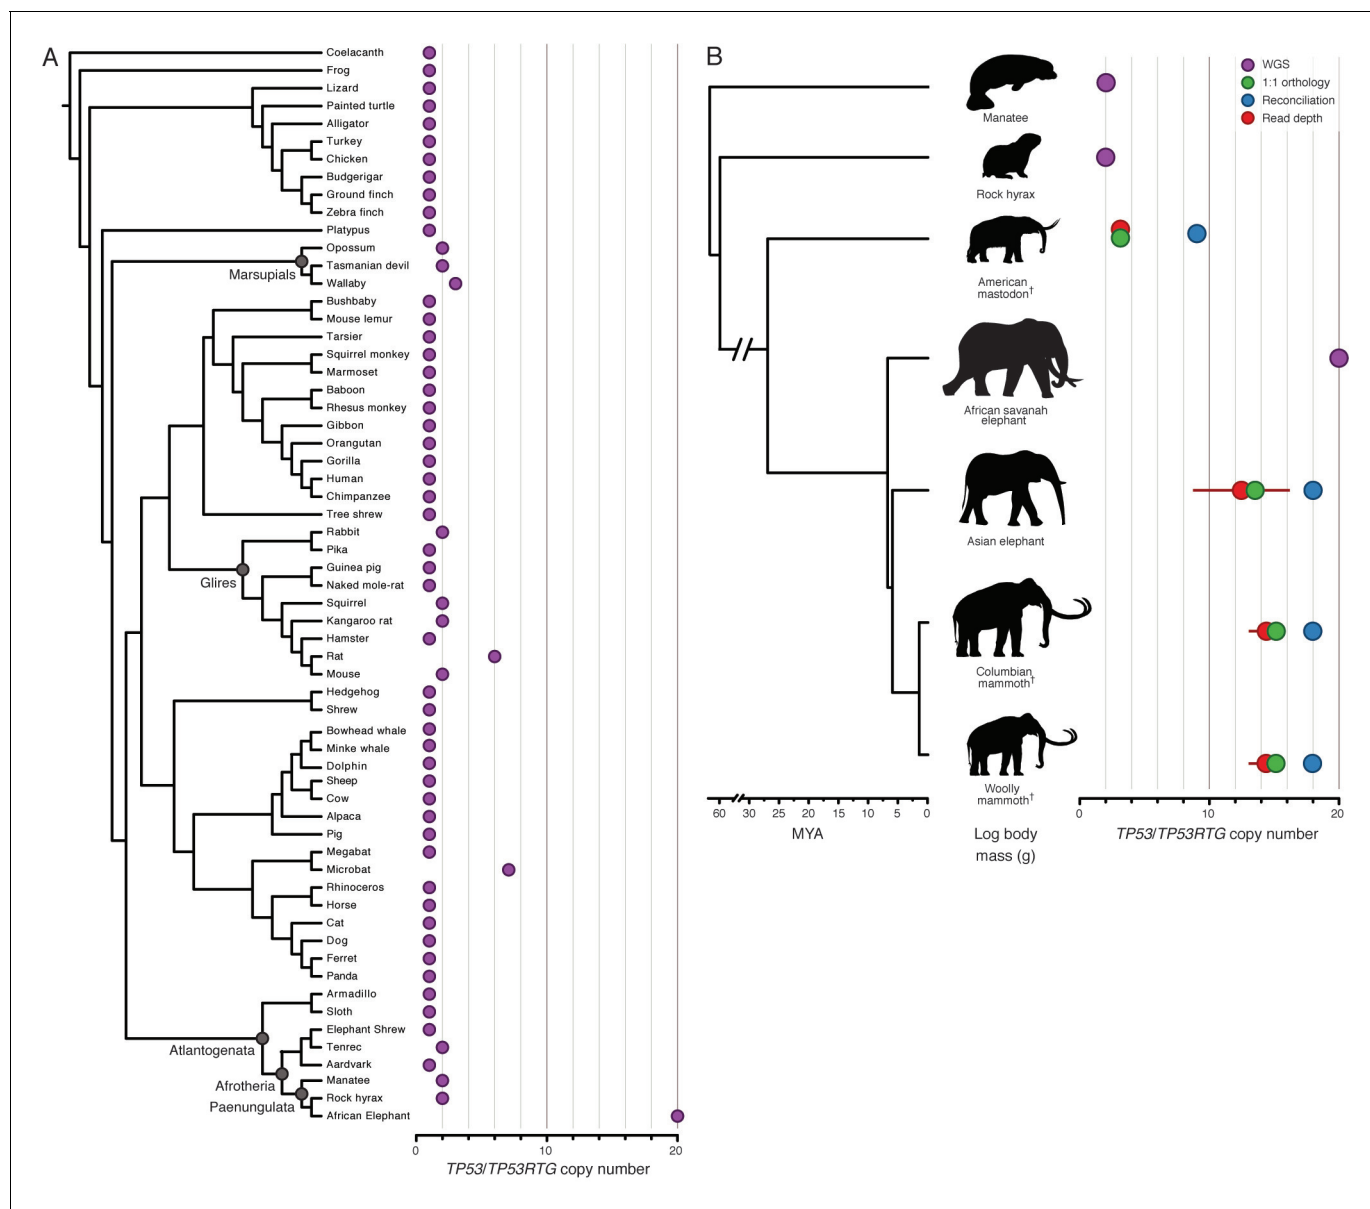 A
Coelacanth
Frog
Lizard
Painted turtle
Alligator
Turkey
Chicken
Budgerigar
Ground finch
Zebra finch
Platypus
Opossum
Tasmanian devil
Marsupials
Wallaby
Bushbaby
Mouse lemur
Tarsier
Squirrel monkey
Marmoset
Baboon
Rhesus monkey
Gibbon
Orangutan
Gorilla
Human
Chimpanzee
Tree shrew
Rabbit
Pika
Guinea pig
Glires
Naked mole-rat
Squirrel
Kangaroo rat
Hamster
Rat
Mouse
Hedgehog
Shrew
Bowhead whale
Minke whale
Dolphin
Sheep
Cow
Alpaca
Pig
Megabat
Microbat
Rhinoceros
Horse
Cat
Dog
Ferret
Panda
Armadillo
Sloth
Elephant Shrew
Tenrec
Atlantogenata
Aardvark
Manatee
Afrotheria
Rock hyrax
Paenungulata
African Elephant
0 10 20
TP53/TP53RTG copy number
B
WGS
1:1 orthology
Reconciliation
Read depth
Manatee
Rock hyrax
American
mastodon†
African savanah
elephant
Asian elephant
Columbian
mammoth†
Woolly
mammoth†
60 30 25 20 15 10 5 0
MYA
Log body
mass (g)
0 10 20
TP53/TP53RTG copy number